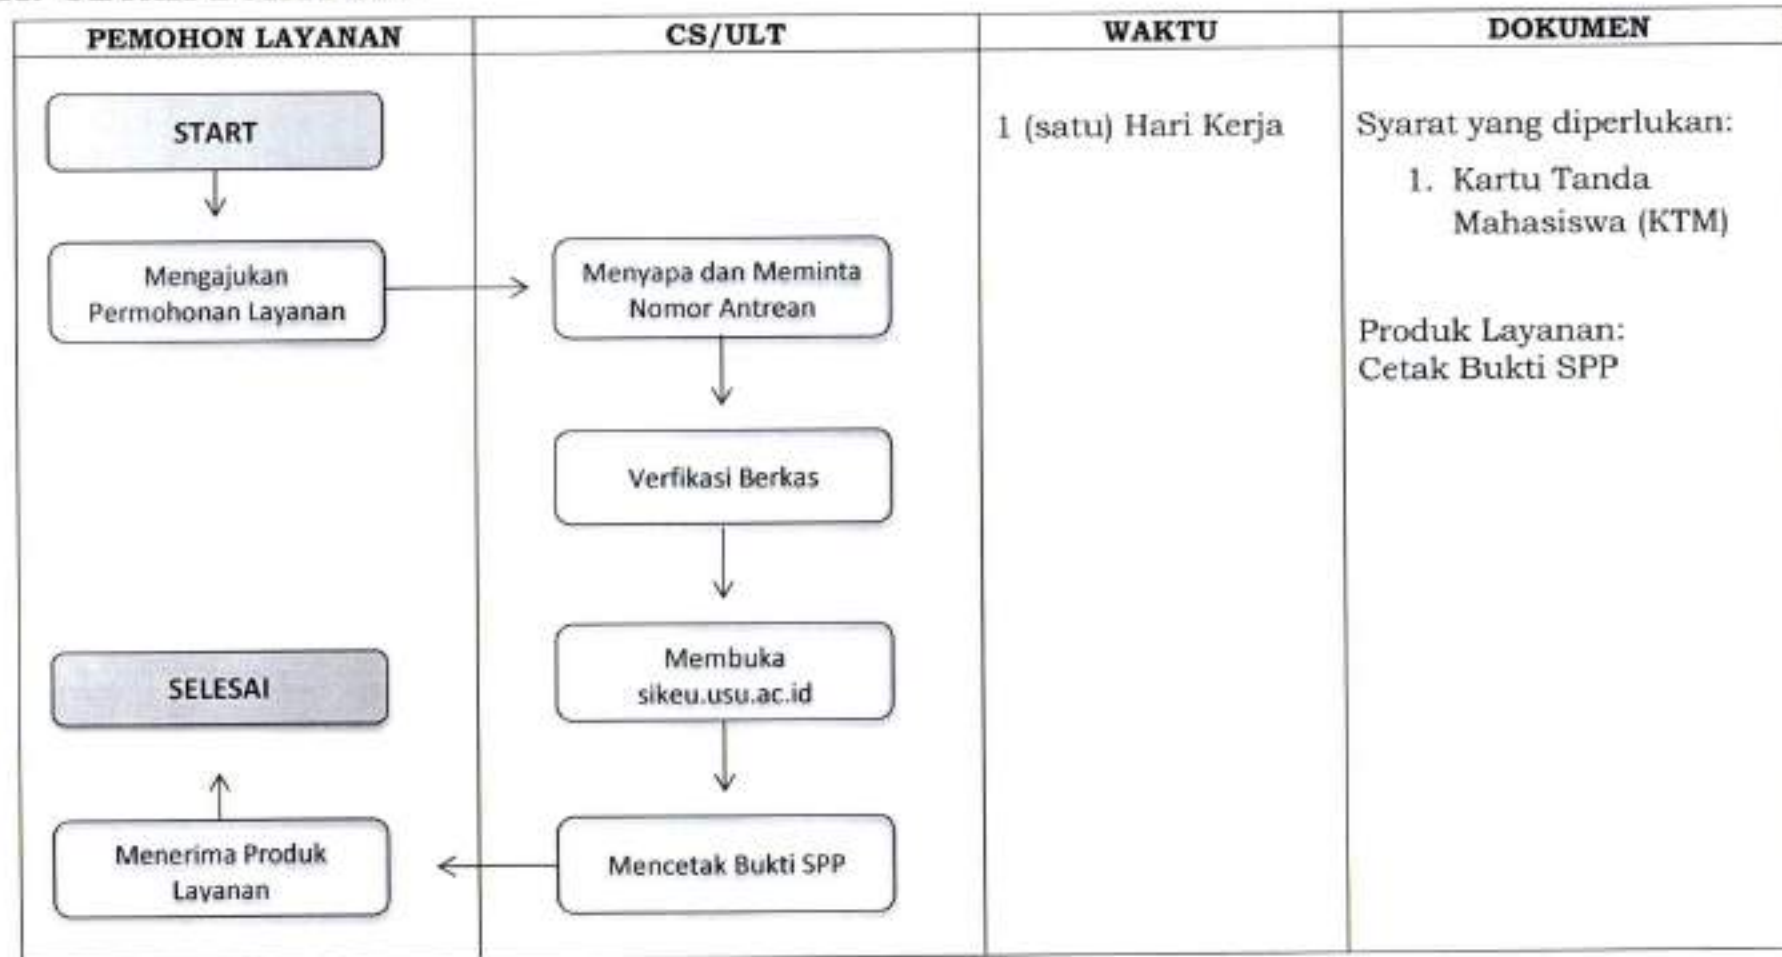 PEMOHON LAYANAN
CS/ULT
WAKTU
DOKUMEN
START
1 (satu) Hari Kerja
Syarat yang diperlukan:
1. Kartu Tanda
Mahasiswa (KTM)
Mengajukan
Permohonan Layanan
Menyapa dan Meminta
Nomor Antrean
Produk Layanan:
Cetak Bukti SPP
Verfikasi Berkas
Membuka
sikeu.usu.ac.id
SELESAI
Mencetak Bukti SPP
Menerima Produk
Layanan